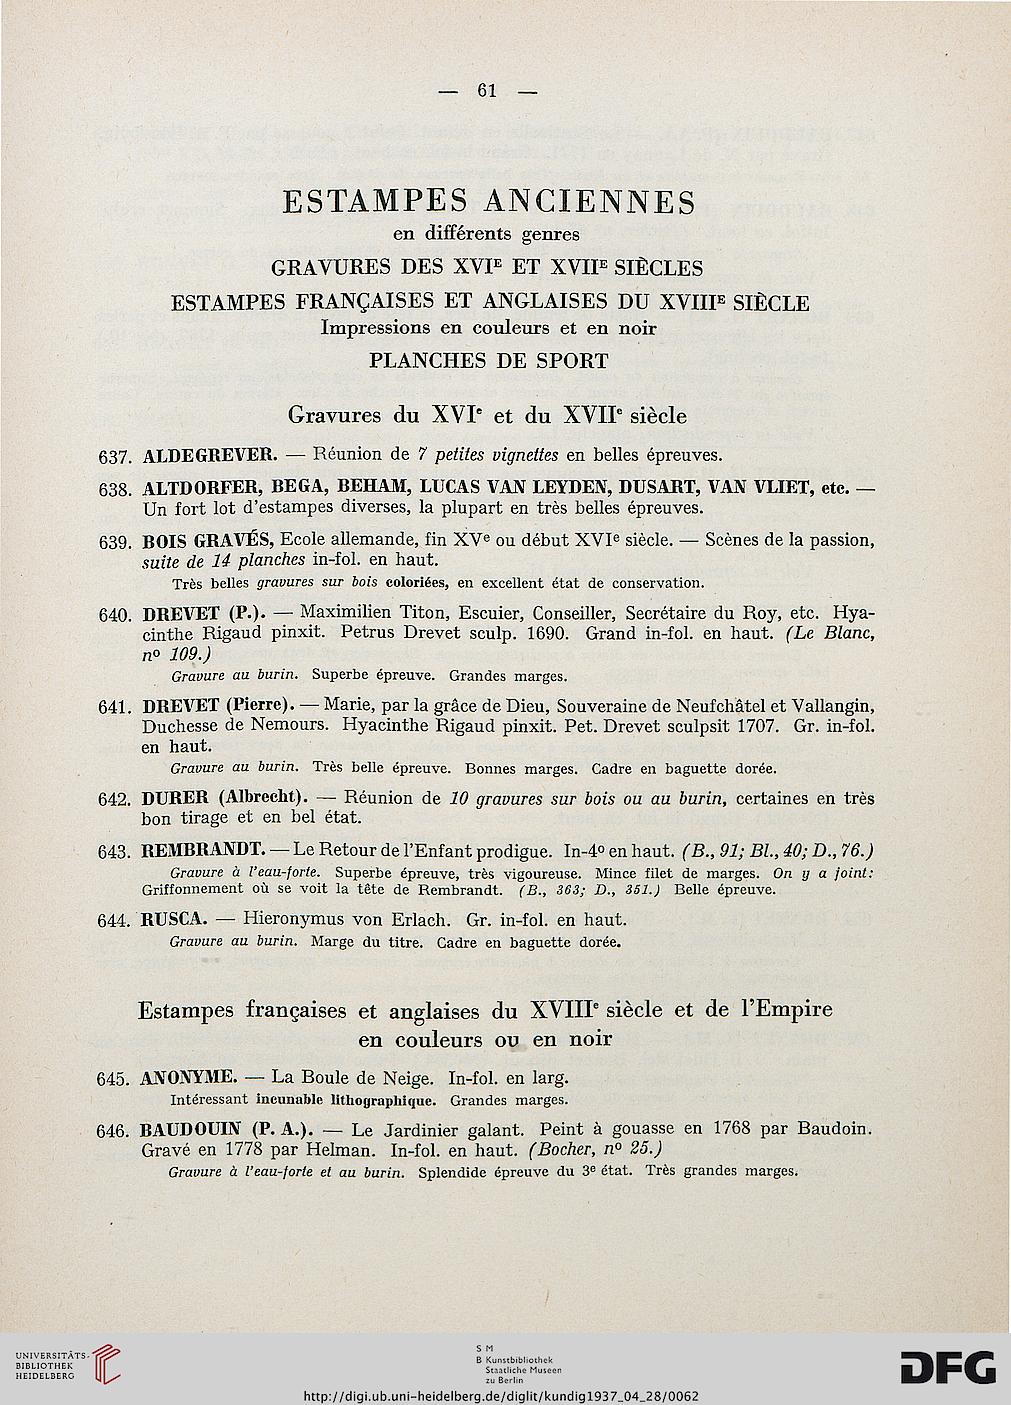 — 61 —
ESTAMPES ANCIENNES
en différents genres
GRAVURES DES XVIE ET XVIIE SIÈCLES
ESTAMPES FRANÇAISES ET ANGLAISES DU XVIIIE SIÈCLE
Impressions en couleurs et en noir
PLANCHES DE SPORT
Gravures du XVIe et du XVIIe siècle
637. ALDEGREVER. — Réunion de 7 petites vignettes en belles épreuves.
638. ALTDORFER, BEGA, BEHAM, LUCAS VAN LEYDEN, DUSART, VAN VLIET, etc. —
Un fort lot d'estampes diverses, la plupart en très belles épreuves.
639. BOIS GRAVÉS, Ecole allemande, fin XVe ou début XVIe siècle. — Scènes de la passion,
suite de 14 planches in-fol. en haut.
Très belles gravures sur bois coloriées, en excellent état de conservation.
640. DREVET (P.). — Maximilien Titon, Escuier, Conseiller, Secrétaire du Roy, etc. Hya-
cinthe Rigaud pinxit. Petrus Drevet sculp. 1690. Grand in-fol. en haut. (Le Blanc,
no 109.)
Gravure au burin. Superbe épreuve. Grandes marges.
641. DREVET (Pierre). — Marie, par la grâce de Dieu, Souveraine de Neufchâtel et Vallangin,
Duchesse de Nemours. Hyacinthe Rigaud pinxit. Pet. Drevet sculpsit 1707. Gr. in-fol.
en haut.
Gravure au burin. Très belle épreuve. Bonnes marges. Cadre en baguette dorée.
642. DURER (Albrecht). — Réunion de 10 gravures sur bois ou au burin, certaines en très
bon tirage et en bel état.
643. REMBRANDT. — Le Retour de l'Enfant prodigue. In-4o en haut. (B., 91; Bl., 40; D., 76.)
Gravure à l'eau-forte. Superbe épreuve, très vigoureuse. Mince filet de marges. On y a joint:
Griffonnement où se voit la tête de Rembrandt. (B., 363; D., 351.) Belle épreuve.
644. RUSCA. — Hieronymus von Erlach. Gr. in-fol. en haut.
Gravure au burin. Marge du titre. Cadre en baguette dorée.
Estampes françaises et anglaises du XVIIIe siècle et de l'Empire
en couleurs ou en noir
645. ANONYME. — La Boule de Neige. In-fol. en larg.
Intéressant incunable lithographique. Grandes marges.
646. BAUDOUIN (P. A.). — Le Jardinier galant. Peint à gouasse en 1768 par Baudoin.
Gravé en 1778 par Helman. In-fol. en haut. (Bocher, no 25.)
Gravure à l'eau-forte et au burin. Splendide épreuve du 3e état. Très grandes marges.
UNIVERSITÄTS-
BIBLIOTHEK
HEIDELBERG
S M
B Kunstbibliothek
Staatliche Museen
zu Berlin
DFG
http://digi.ub.uni-heidelberg.de/diglit/kundig1937_04_28/0062